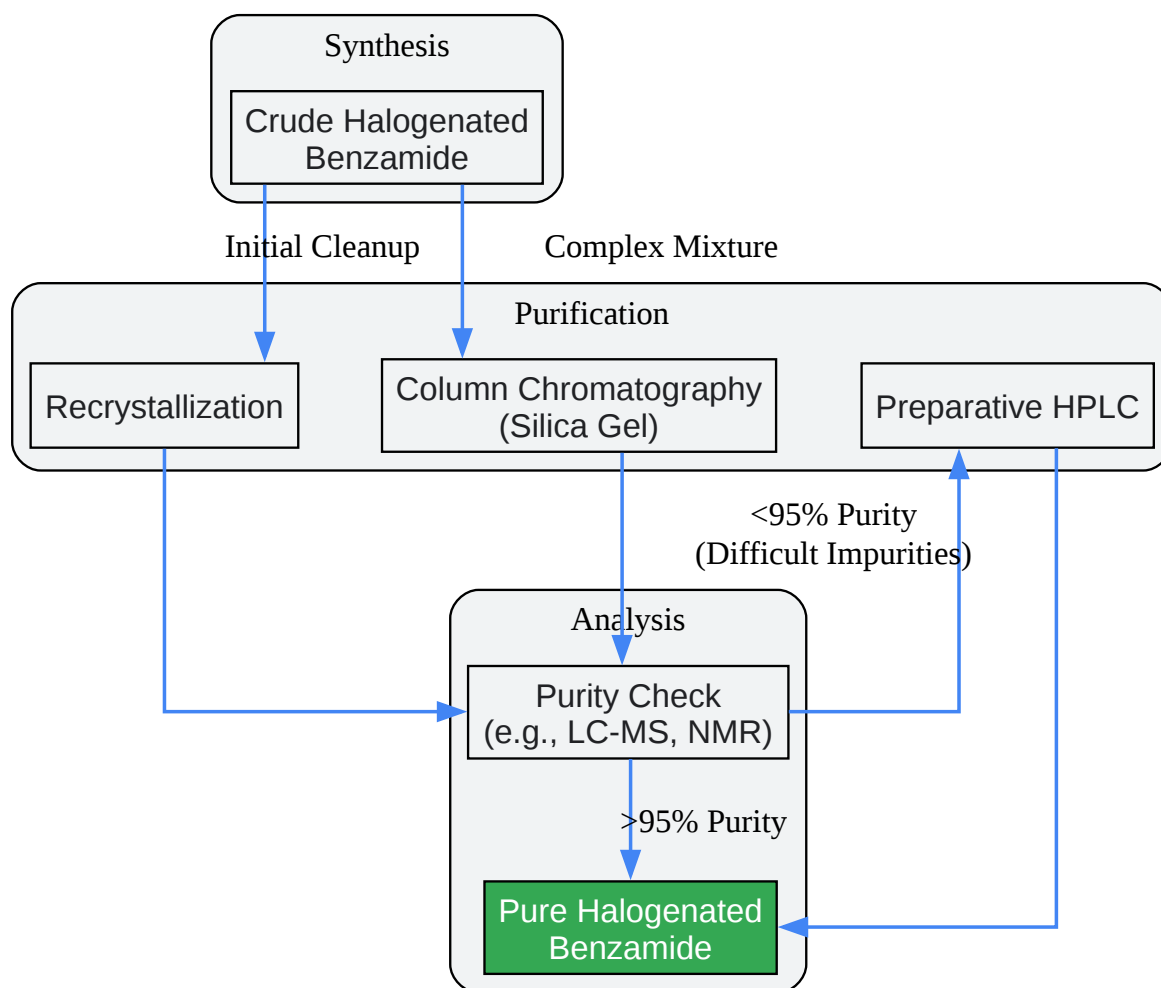 Synthesis
Crude Halogenated
Benzamide
Initial Cleanup
Complex Mixture
Purification
Recrystallization
Column Chromatography
(Silica Gel)
Preparative HPLC
<95% Purity
(Difficult Impurities)
Analysis
Purity Check
(e.g., LC-MS, NMR)
>95% Purity
Pure Halogenated
Benzamide